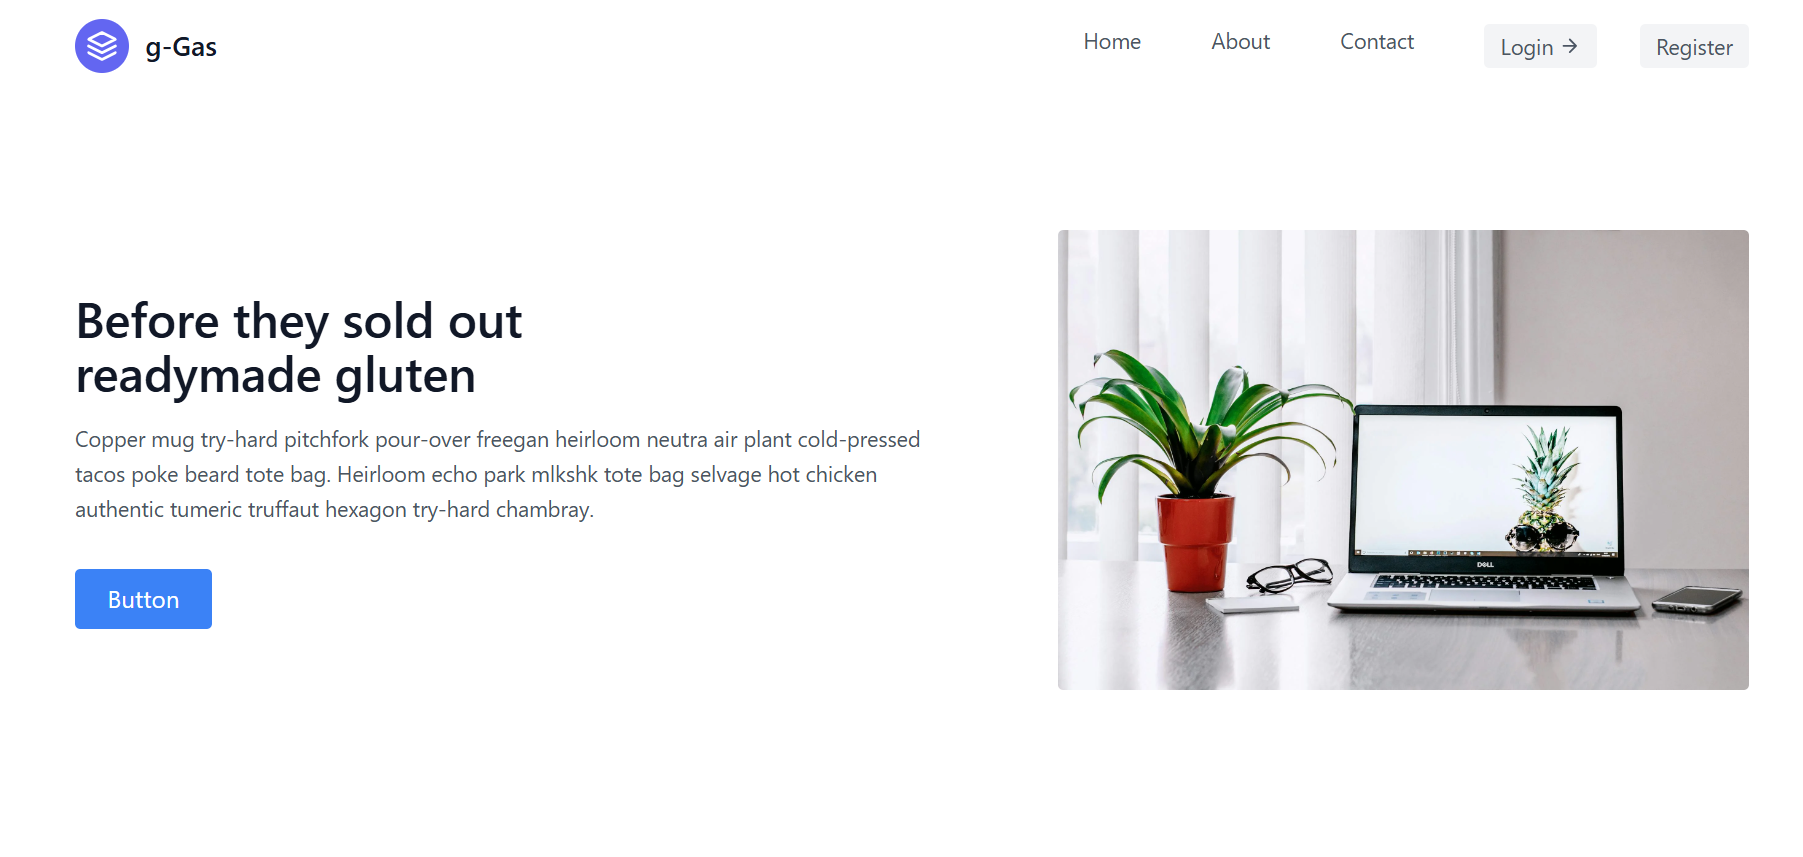 g-Gas
Home
About
Contact
Login →
Register
Before they sold out
readymade gluten
Copper mug try-hard pitchfork pour-over freegan heirloom neutra air plant cold-pressed
tacos poke beard tote bag. Heirloom echo park mlkshk tote bag selvage hot chicken
authentic tumeric truffaut hexagon try-hard chambray.
Button
DELL